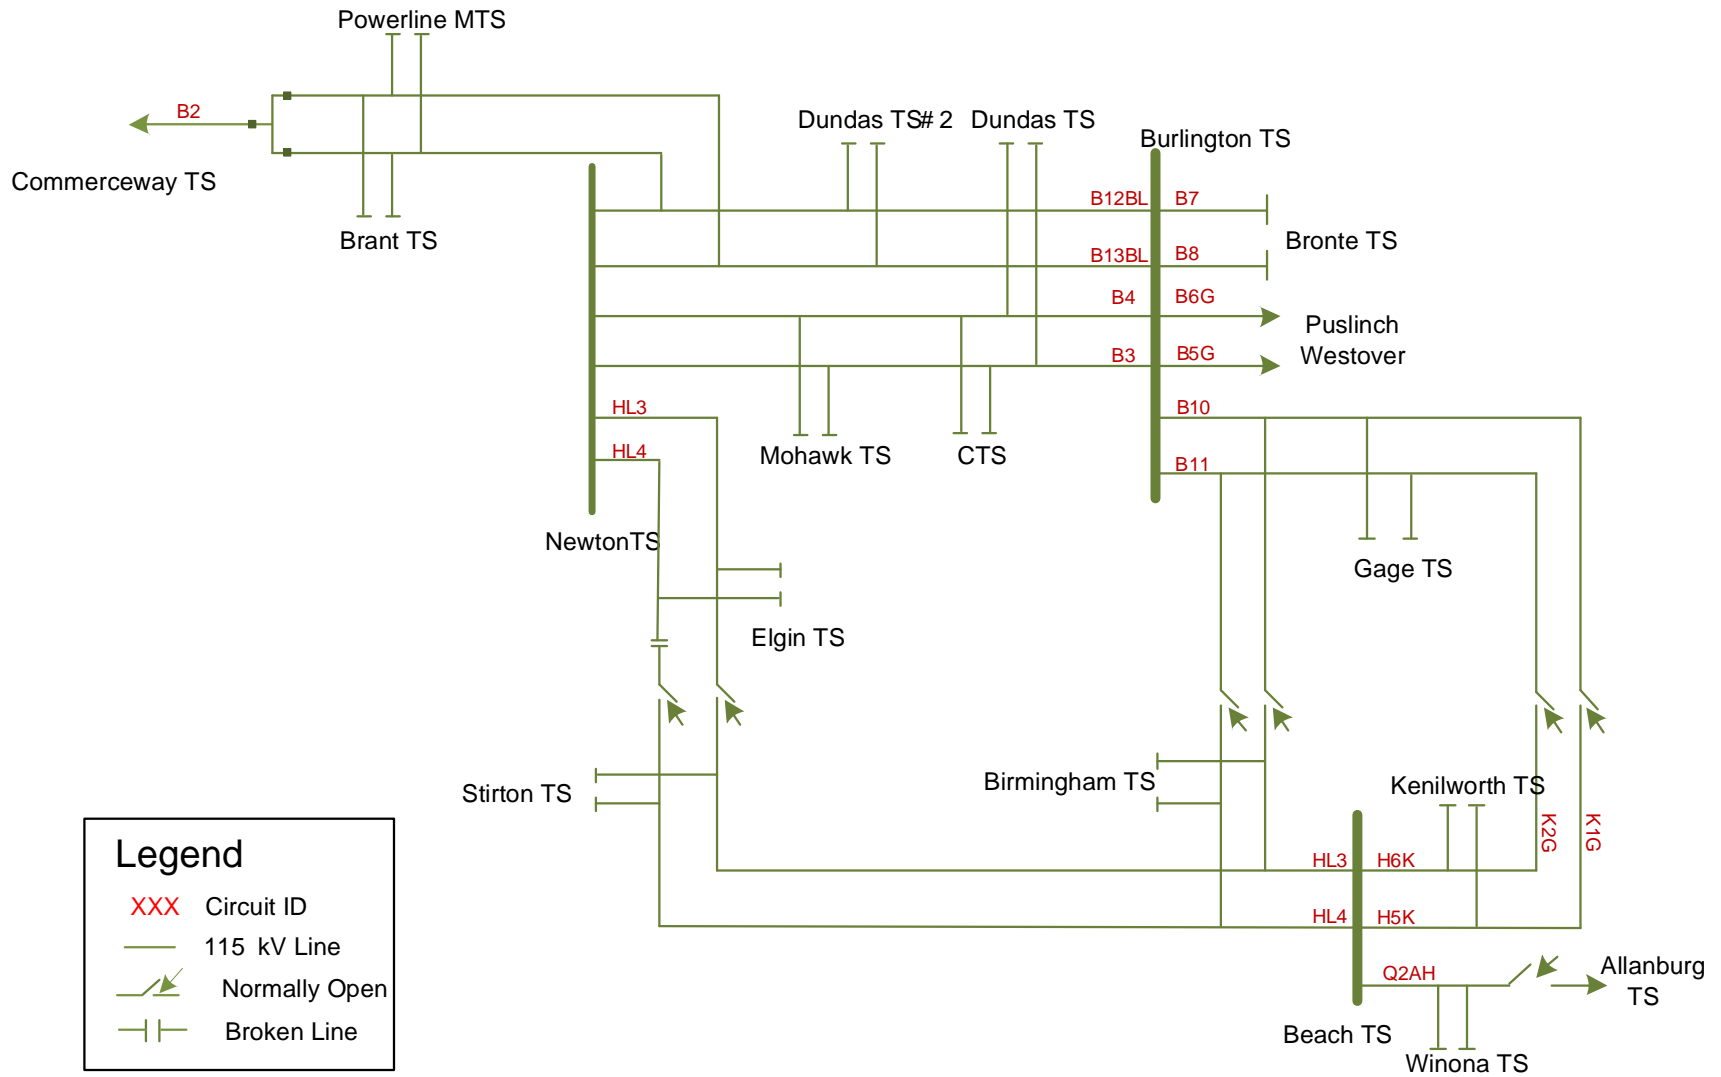 Powerline MTS
B2
Commerceway TS
Brant TS
Dundas TS# 2
Dundas TS
Burlington TS
B12BL
B7
B13BL
B8
Bronte TS
B4
B6G
Puslinch
Westover
B3
B5G
HL3
HL4
Mohawk TS
CTS
B10
B11
NewtonTS
Gage TS
Elgin TS
Stirton TS
Birmingham TS
Kenilworth TS
K2G
K1G
HL3
H6K
HL4
H5K
Q2AH
Allanburg
TS
Beach TS
Winona TS
Legend
XXX Circuit ID
115 kV Line
Normally Open
Broken Line